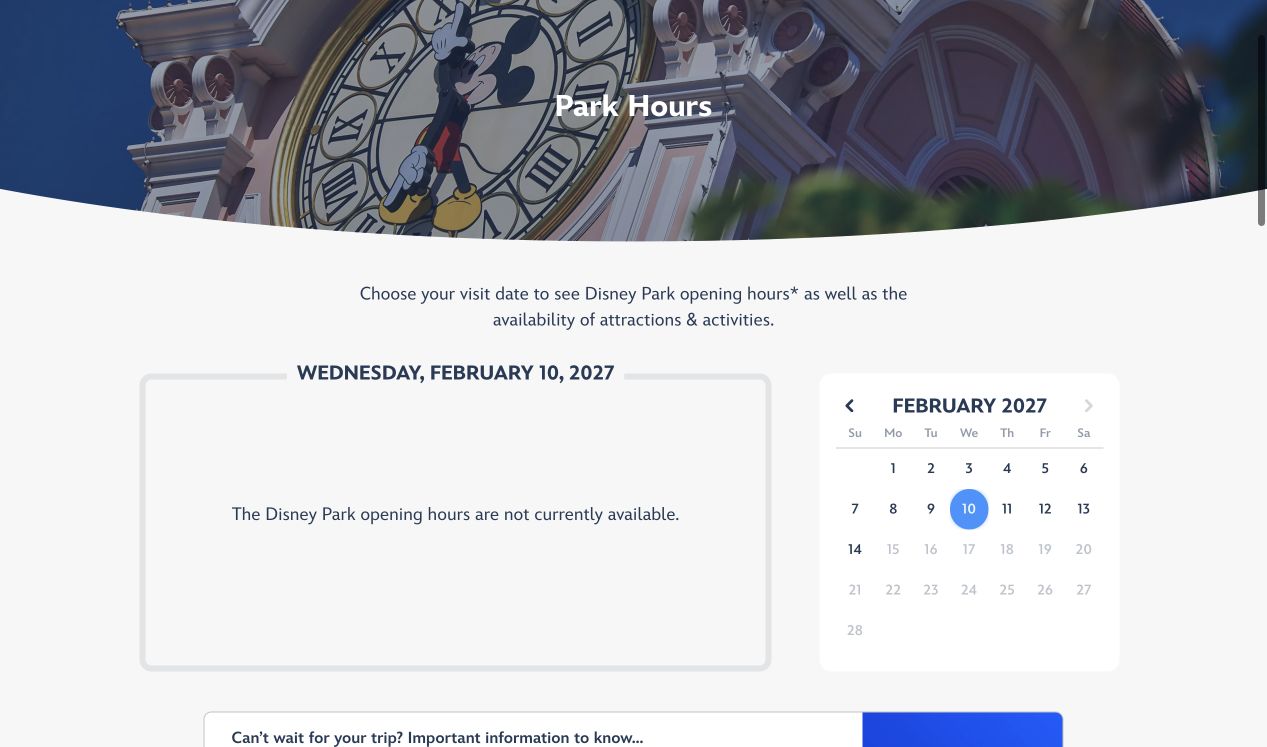 Park Hours
Choose your visit date to see Disney Park opening hours* as well as the
availability of attractions & activities.
WEDNESDAY, FEBRUARY 10, 2027
The Disney Park opening hours are not currently available.
FEBRUARY 2027
Su Mo Tu We Th Fr Sa
1 2 3 4 5 6
7 8 9 10 11 12 13
14 15 16 17 18 19 20
21 22 23 24 25 26 27
28
Can't wait for your trip? Important information to know...